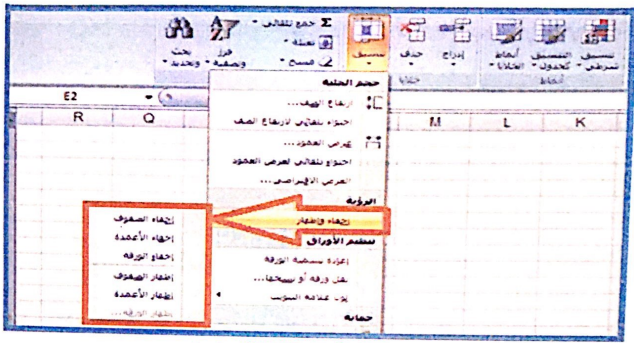 Σ جمع تلقائي
تعبئة
مسح
فرز وتصفية
بحث وتحديد
تنسيق
حذف
إدراج
أنماط الخلايا
التنسيق كجدول
تنسيق شرطي
خلايا
أنماط
E2
R Q M L K
حجم الخلية
ارتفاع الصف...
احتواء تلقائي لارتفاع الصف
عرض العمود...
احتواء تلقائي لعرض العمود
العرض الافتراضي...
الرؤية
إخفاء وإظهار
تنظيم الأوراق
إعادة تسمية الورقة
نقل ورقة أو نسخها...
لون علامة التبويب
حماية
إخفاء الصفوف
إخفاء الأعمدة
إخفاء الورقة
إظهار الصفوف
إظهار الأعمدة
إظهار الورقة...